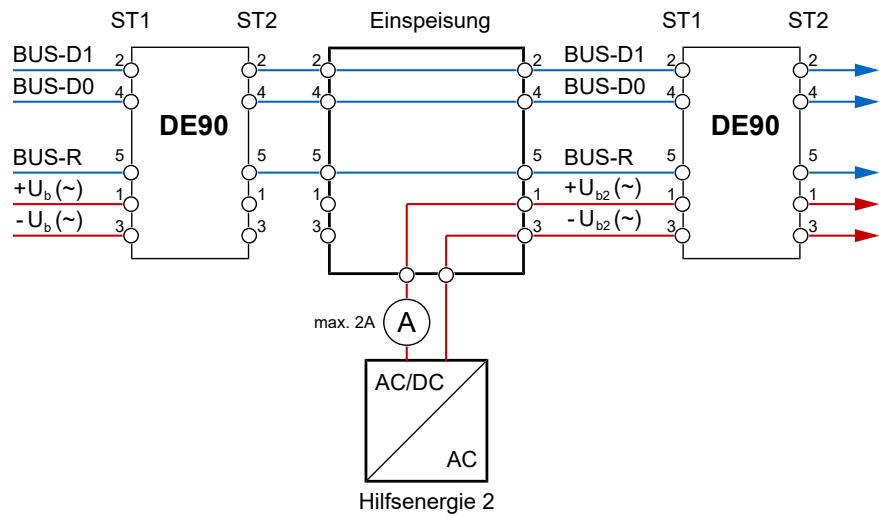 ST1 ST2 Einspeisung ST1 ST2
BUS-D1 2 2 2 2 BUS-D1 2 2
BUS-D0 4 4 4 4 BUS-D0 4 4
DE90 DE90
BUS-R 5 5 5 5 BUS-R 5 5
+Ub (~) 1 1 1 1 +Ub2 (~) 1 1
-Ub (~) 3 3 3 3 -Ub2 (~) 3 3
max. 2A A
AC/DC
AC
Hilfsenergie 2